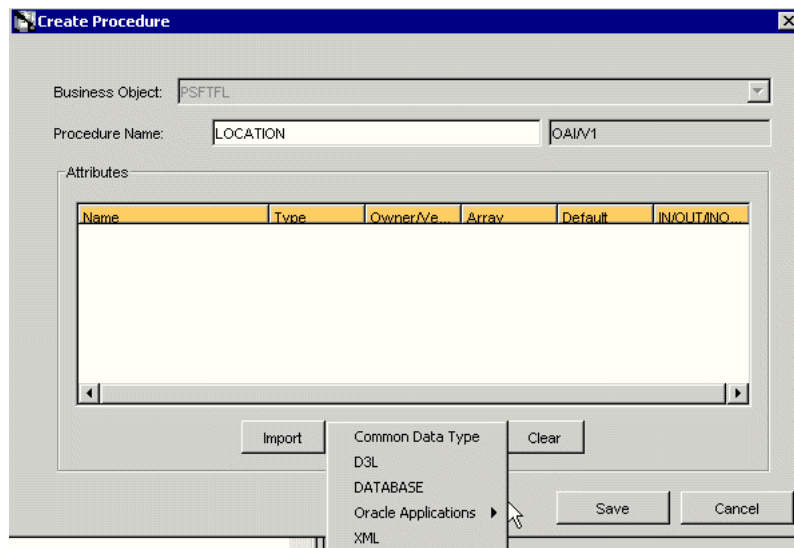 Create Procedure
Business Object: PSFTFL
Procedure Name: LOCATION OAI/V1
Attributes
Name Type Owner/Ve... Array Default IN/OUT/INO...
Import Clear
Common Data Type
D3L
DATABASE
Oracle Applications
XML
Save Cancel